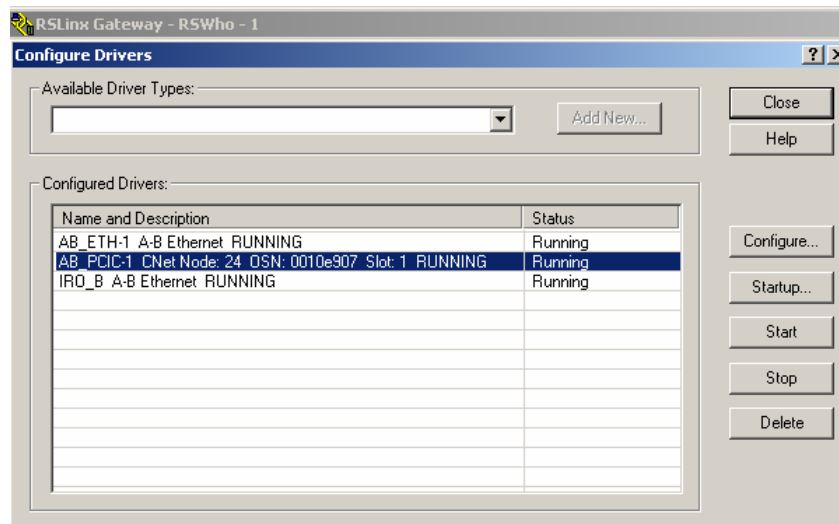 RSLinx Gateway - RSWho - 1
Configure Drivers
Available Driver Types:
Add New...
Close
Help
Configured Drivers:
Name and Description Status
AB_ETH-1 A-B Ethernet RUNNING Running
AB_PCIC-1 CNet Node: 24 OSN: 0010e907 Slot: 1 RUNNING Running
IRO_B A-B Ethernet RUNNING Running
Configure...
Startup...
Start
Stop
Delete